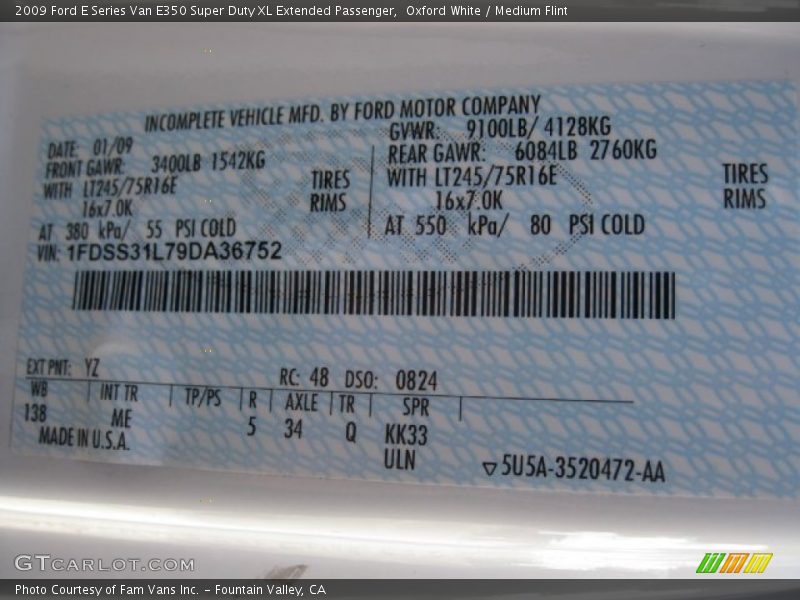 2009 Ford E Series Van E350 Super Duty XL Extended Passenger, Oxford White / Medium Flint
INCOMPLETE VEHICLE MFD. BY FORD MOTOR COMPANY
DATE: 01/09
FRONT GAWR: 3400LB 1542KG
WITH LT245/75R16E TIRES
16x7.0K RIMS
AT 380 kPa/ 55 PSI COLD
GVWR: 9100LB/ 4128KG
REAR GAWR: 6084LB 2760KG
WITH LT245/75R16E TIRES
16x7.0K RIMS
AT 550 kPa/ 80 PSI COLD
VIN: 1FDSS31L79DA36752
EXT PNT: YZ RC: 48 DSO: 0824
WB INT TR TP/PS R AXLE TR SPR
138 ME 5 34 Q KK33
MADE IN U.S.A. ULN ▽5U5A-3520472-AA
GTCARLOT.COM
Photo Courtesy of Fam Vans Inc. - Fountain Valley, CA